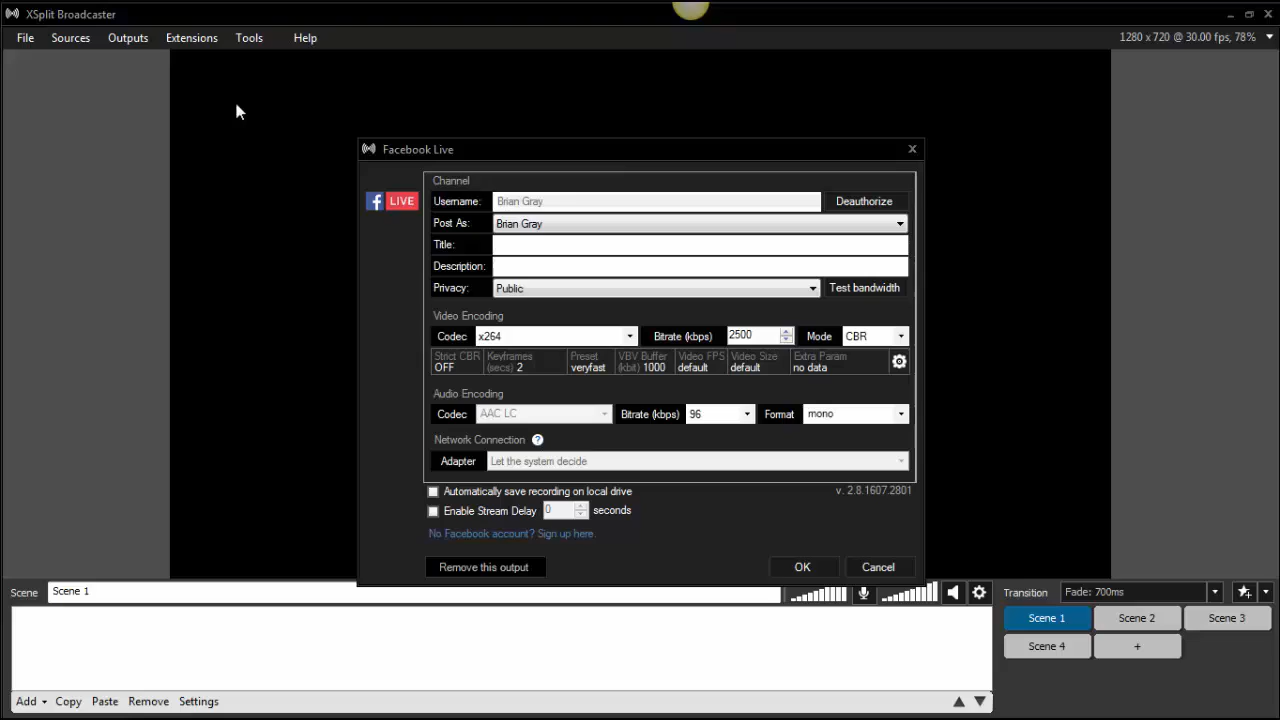 XSplit Broadcaster
File Sources Outputs Extensions Tools Help 1280 x 720 @ 30.00 fps, 78%
Facebook Live
Channel
f LIVE Username: Brian Gray Deauthorize
Post As: Brian Gray
Title:
Description:
Privacy: Public Test bandwidth
Video Encoding
Codec x264 Bitrate (kbps) 2500 Mode CBR
Strict CBR Keyframes Preset VBV Buffer Video FPS Video Size Extra Param
OFF (secs) 2 veryfast (kbit) 1000 default default no data
Audio Encoding
Codec AAC LC Bitrate (kbps) 96 Format mono
Network Connection ?
Adapter Let the system decide
Automatically save recording on local drive v. 2.8.1607.2801
Enable Stream Delay 0 seconds
No Facebook account? Sign up here.
Remove this output OK Cancel
Scene Scene 1 Transition Fade: 700ms
Scene 1 Scene 2 Scene 3
Scene 4 +
Add Copy Paste Remove Settings